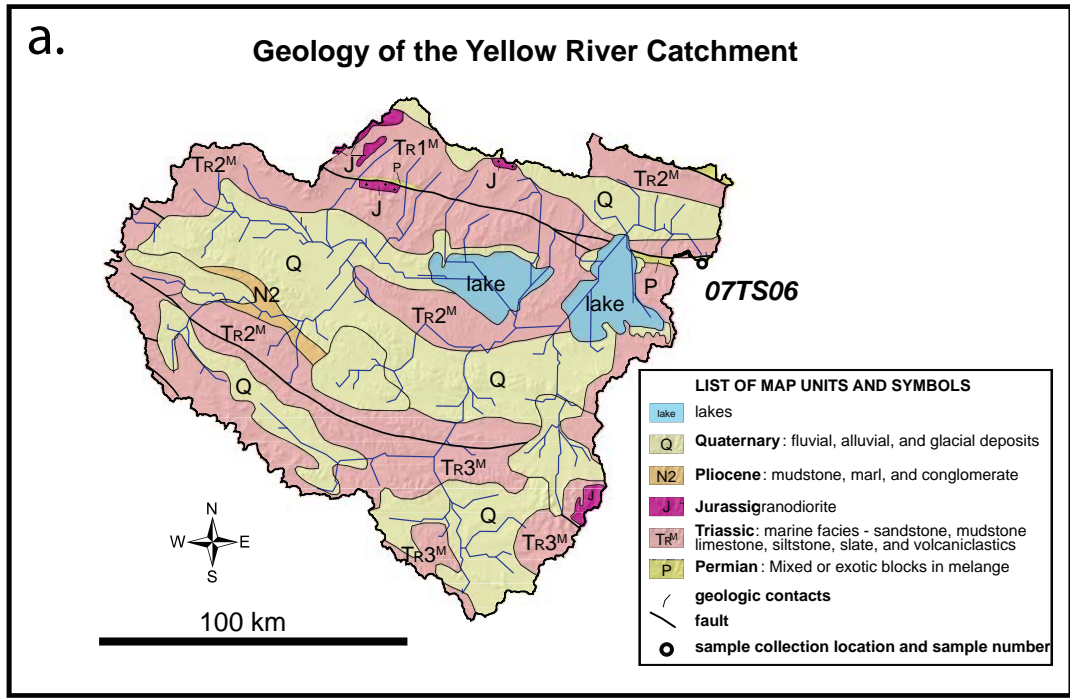 a.
Geology of the Yellow River Catchment
TR2ᴹ
J
TR1ᴹ
P
J
J
TR2ᴹ
Q
Q
N2
lake
lake
P
07TS06
TR2ᴹ
TR2ᴹ
Q
Q
TR3ᴹ
J
Q
TR3ᴹ
TR3ᴹ
N
W E
S
100 km
LIST OF MAP UNITS AND SYMBOLS
lake lakes
Q Quaternary : fluvial, alluvial, and glacial deposits
N2 Pliocene : mudstone, marl, and conglomerate
J Jurassigranodiorite
TRᴹ Triassic: marine facies - sandstone, mudstone
limestone, siltstone, slate, and volcaniclastics
P Permian : Mixed or exotic blocks in melange
geologic contacts
fault
sample collection location and sample number